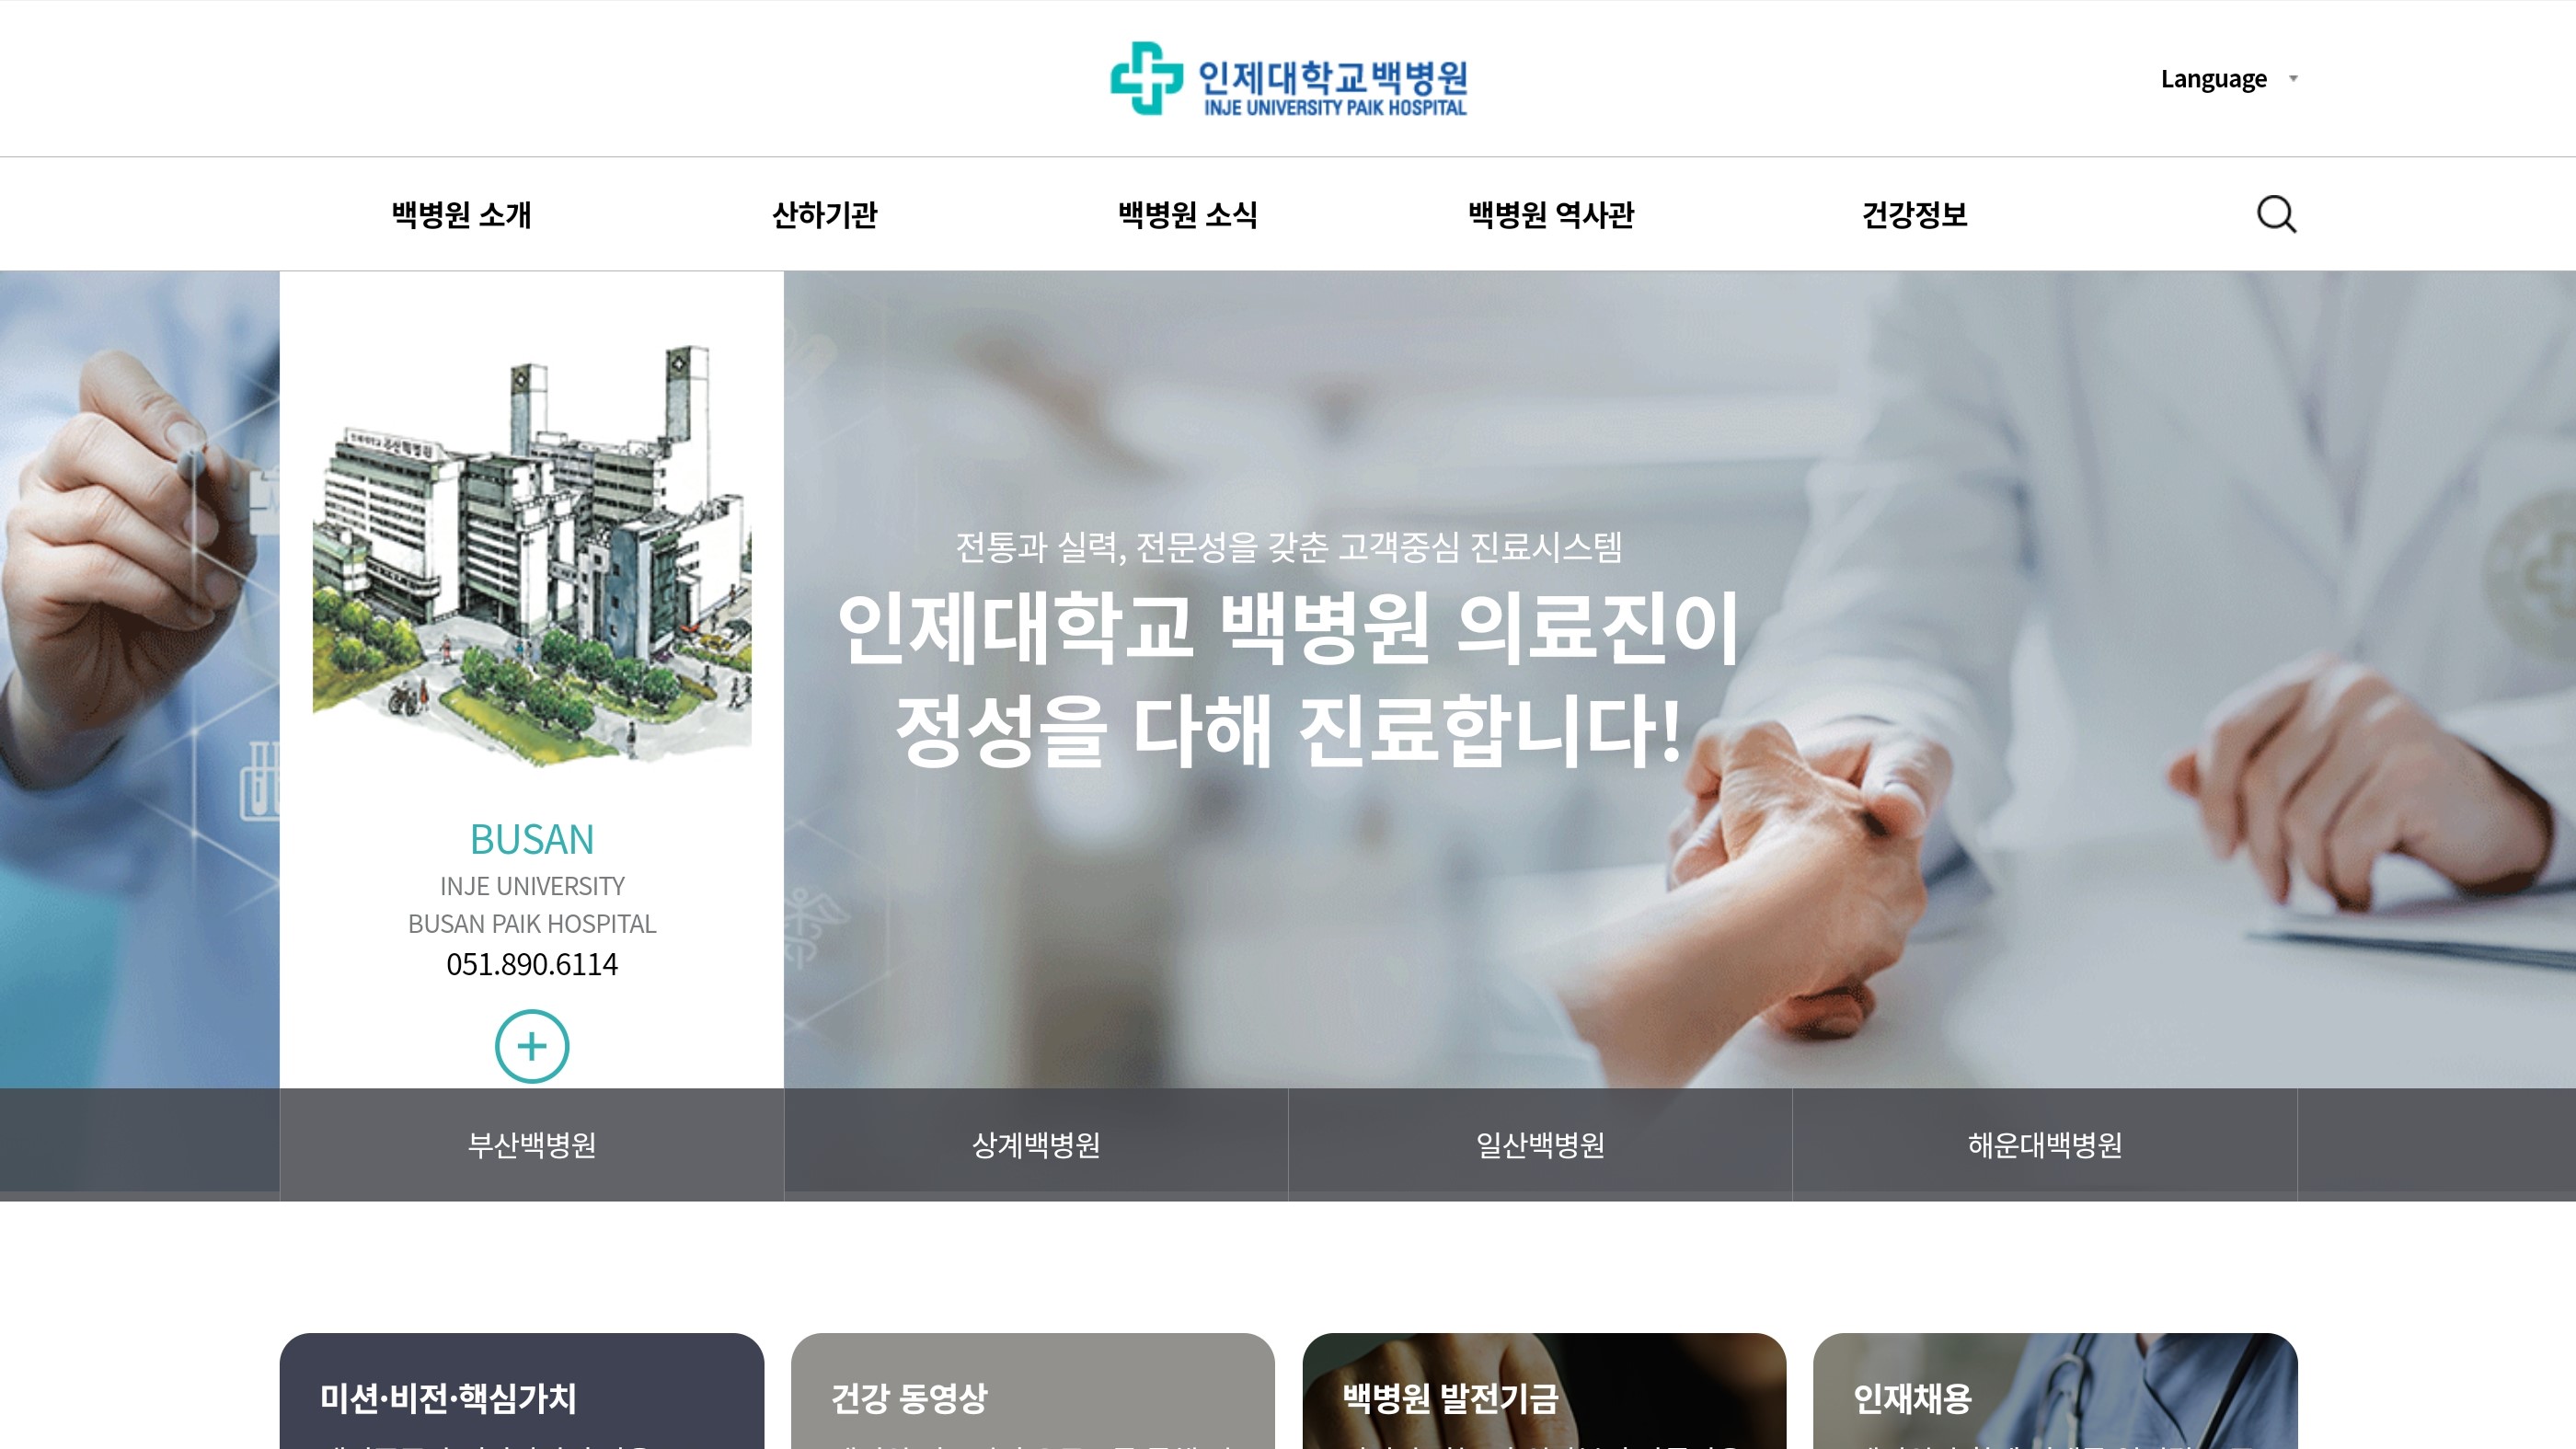 인제대학교백병원
INJE UNIVERSITY PAIK HOSPITAL
Language
백병원 소개
산하기관
백병원 소식
백병원 역사관
건강정보
전통과 실력, 전문성을 갖춘 고객중심 진료시스템
인제대학교 백병원 의료진이
정성을 다해 진료합니다!
BUSAN
INJE UNIVERSITY
BUSAN PAIK HOSPITAL
051.890.6114
부산백병원
상계백병원
일산백병원
해운대백병원
미션·비전·핵심가치
건강 동영상
백병원 발전기금
인재채용